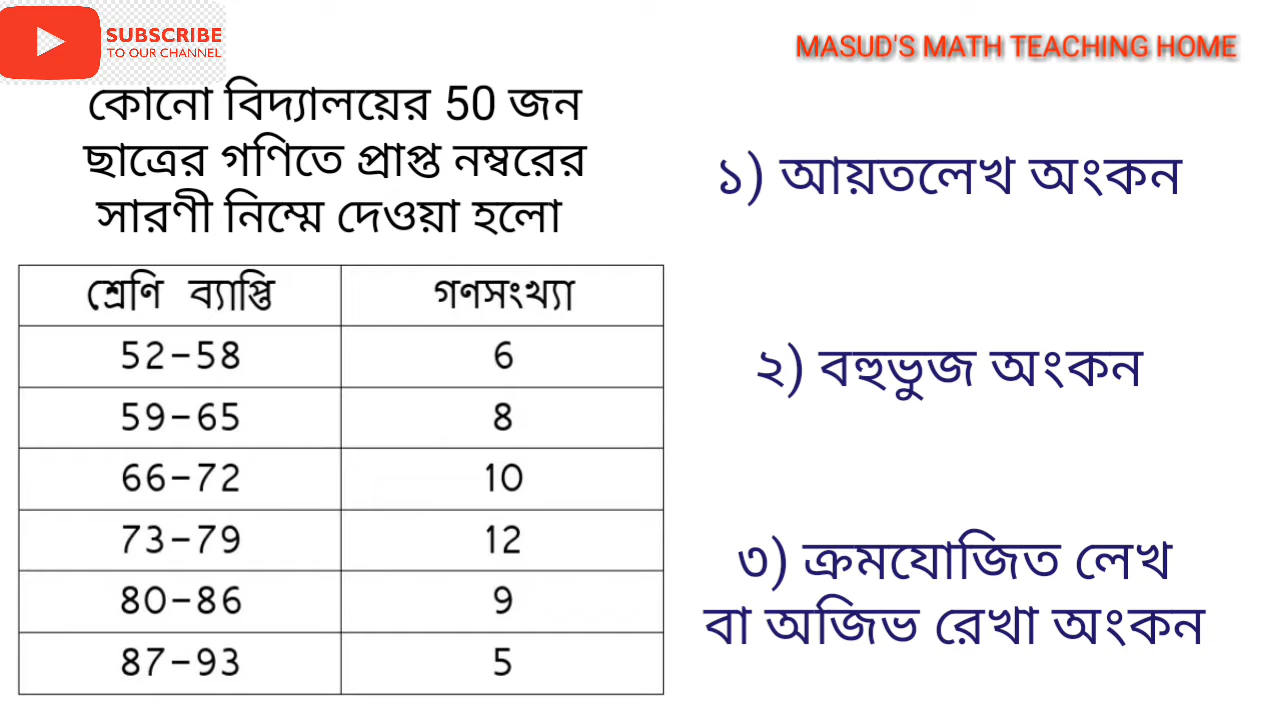 SUBSCRIBE
TO OUR CHANNEL
MASUD'S MATH TEACHING HOME
কোনো বিদ্যালয়ের 50 জন
ছাত্রের গণিতে প্রাপ্ত নম্বরের
সারণী নিম্মে দেওয়া হলো
শ্রেণি ব্যাপ্তি গণসংখ্যা
52-58 6
59-65 8
66-72 10
73-79 12
80-86 9
87-93 5
১) আয়তলেখ অংকন
২) বহুভুজ অংকন
৩) ক্রমযোজিত লেখ
বা অজিভ রেখা অংকন